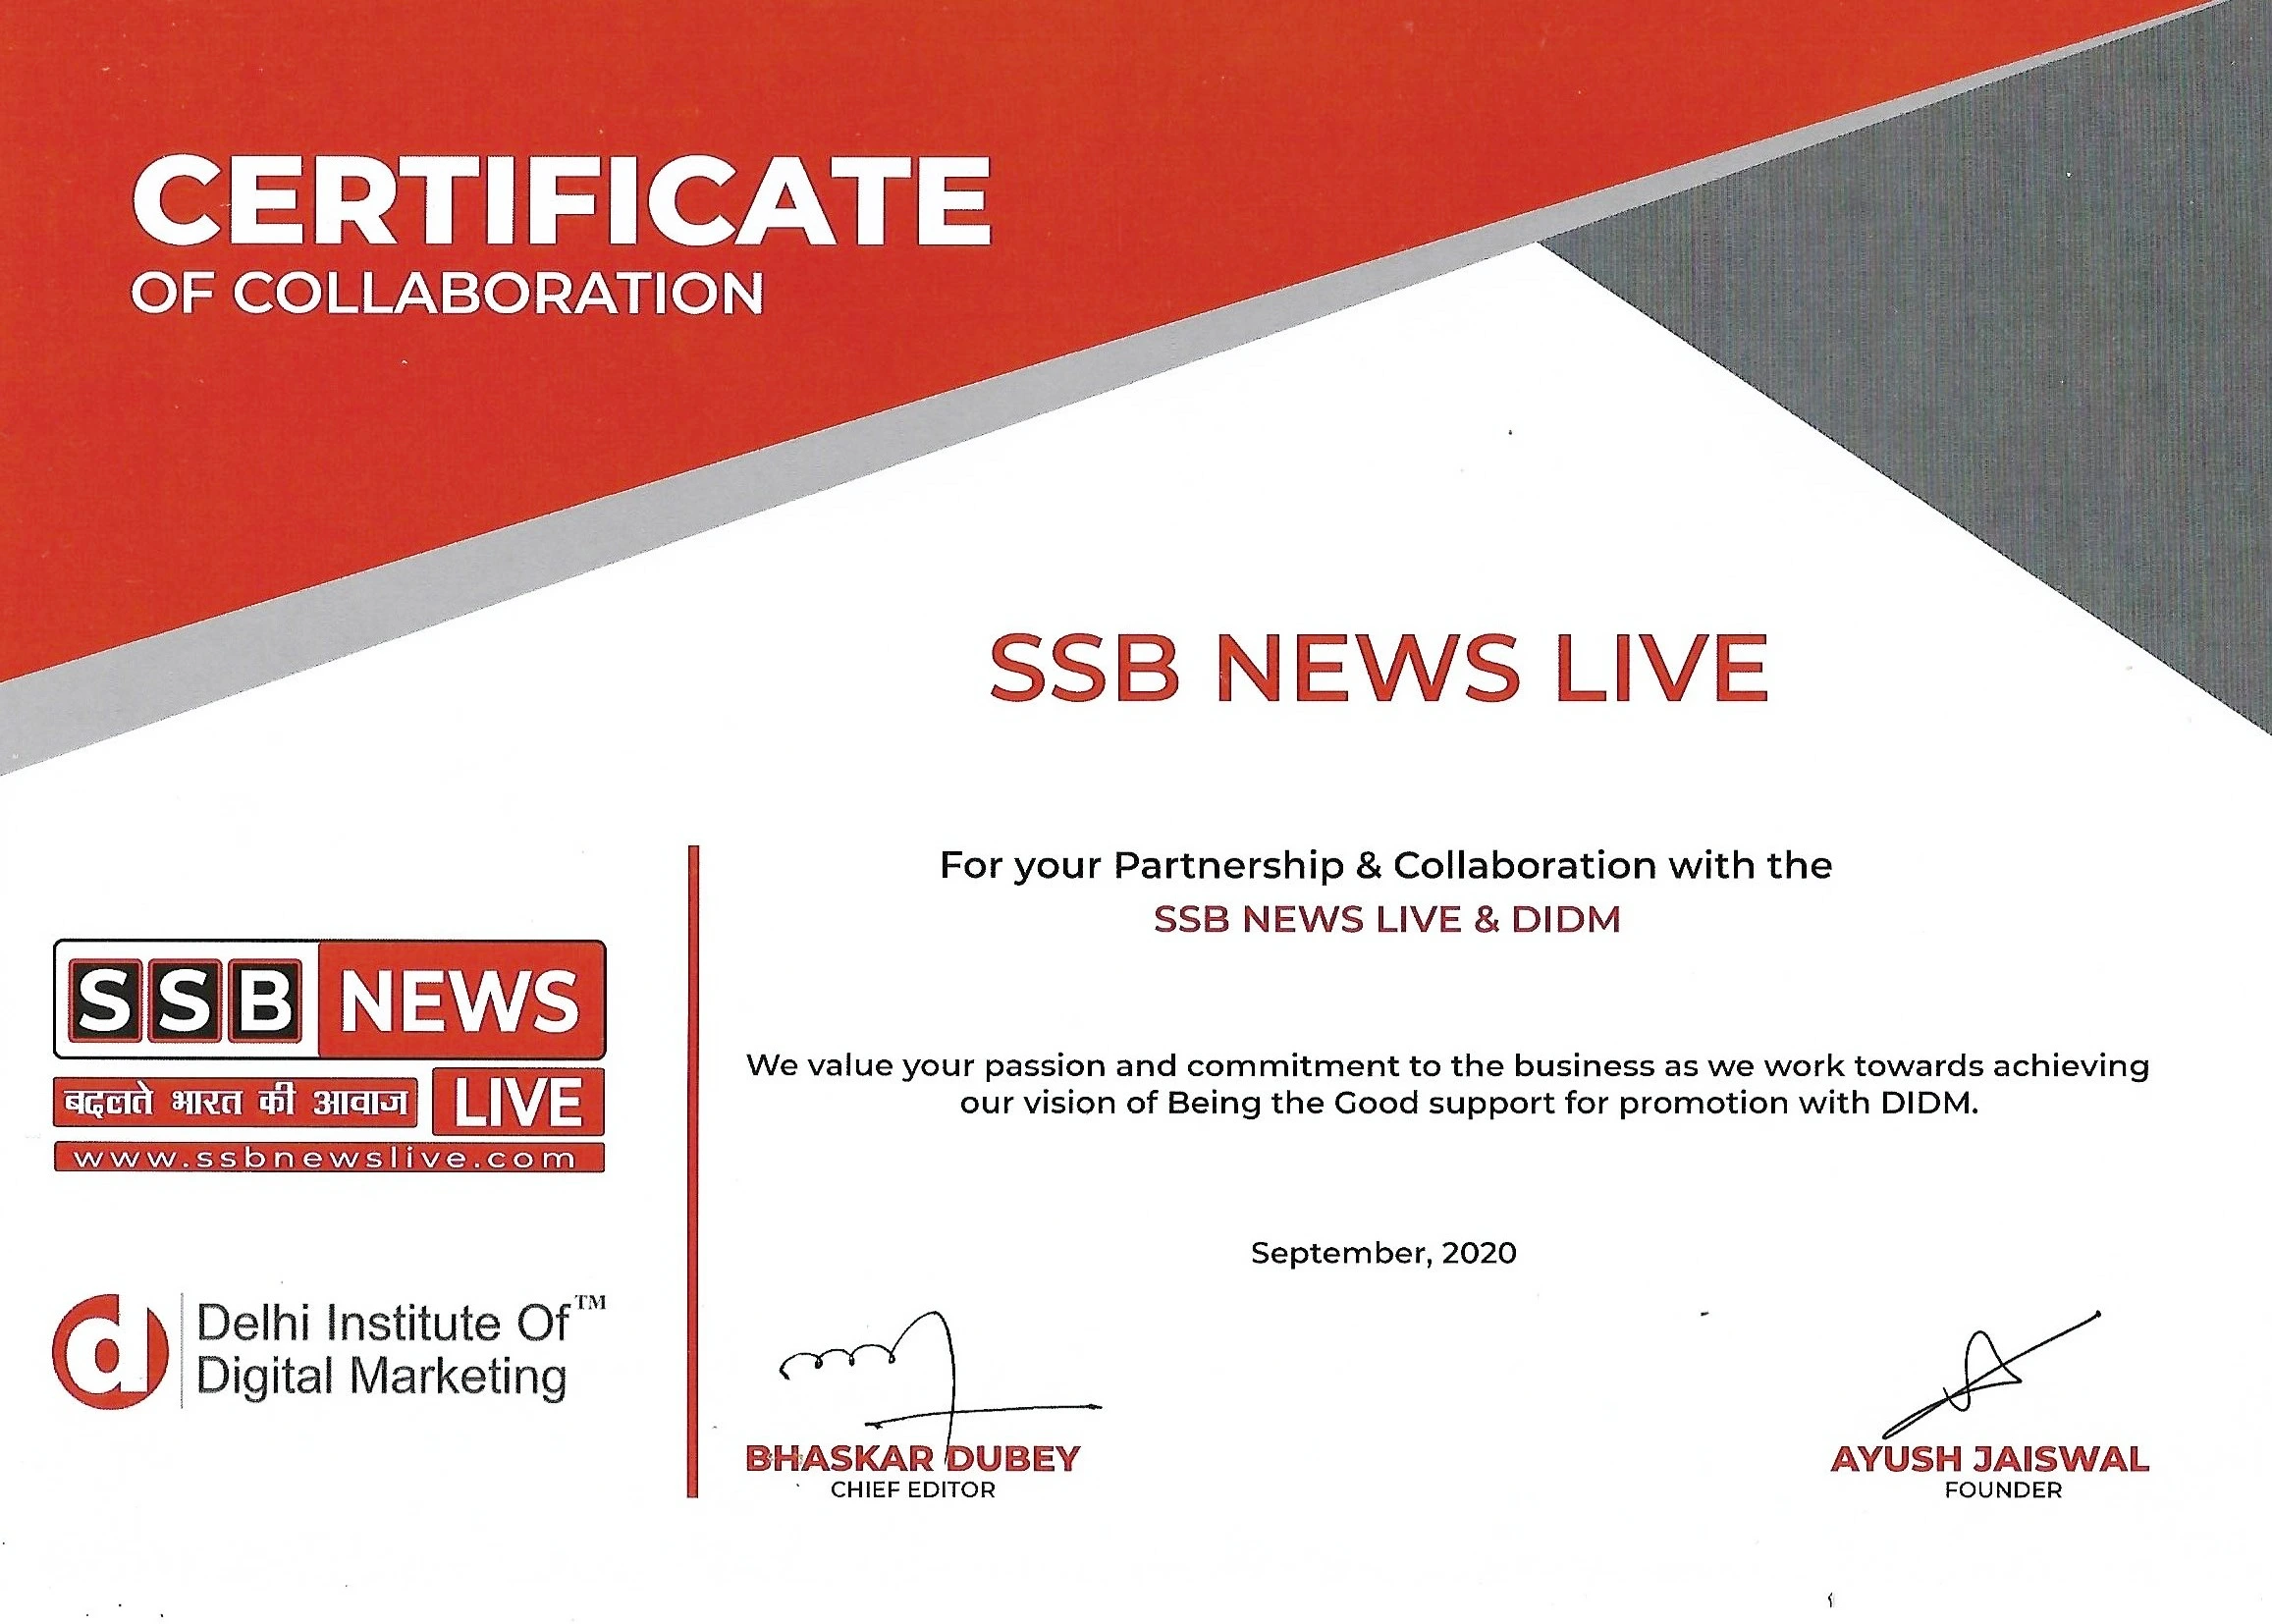 CERTIFICATE
OF COLLABORATION
SSB NEWS LIVE
For your Partnership & Collaboration with the
SSB NEWS LIVE & DIDM
We value your passion and commitment to the business as we work towards achieving
our vision of Being the Good support for promotion with DIDM.
September, 2020
SSB NEWS
बदलते भारत की आवाज LIVE
www.ssbnewslive.com
Delhi Institute Of™
Digital Marketing
BHASKAR DUBEY
CHIEF EDITOR
AYUSH JAISWAL
FOUNDER